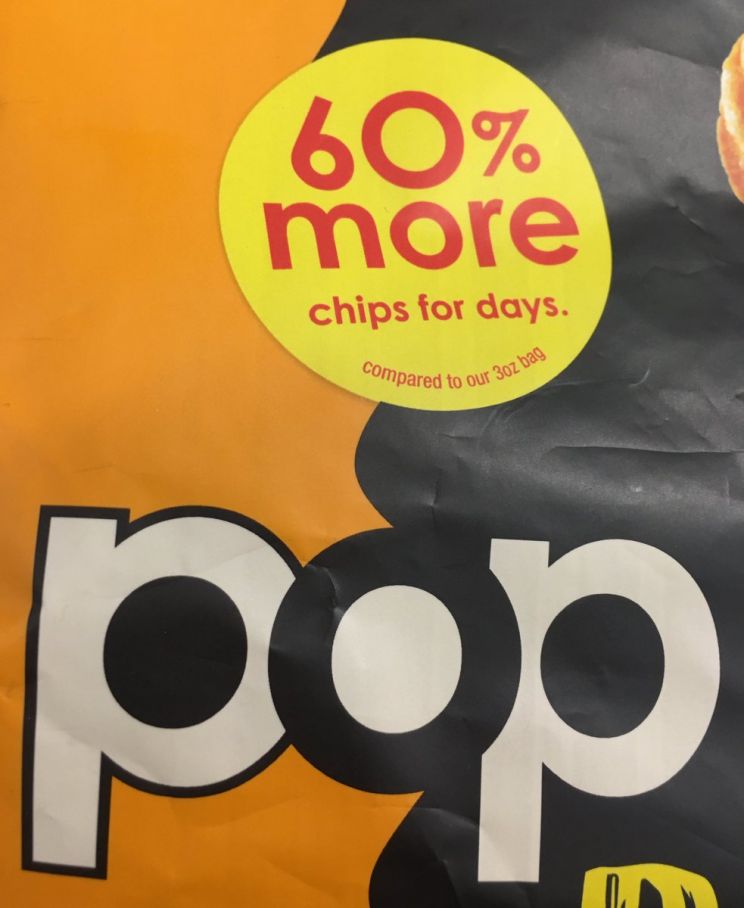 60%
more
chips for days.
compared to our 3oz bag
pop